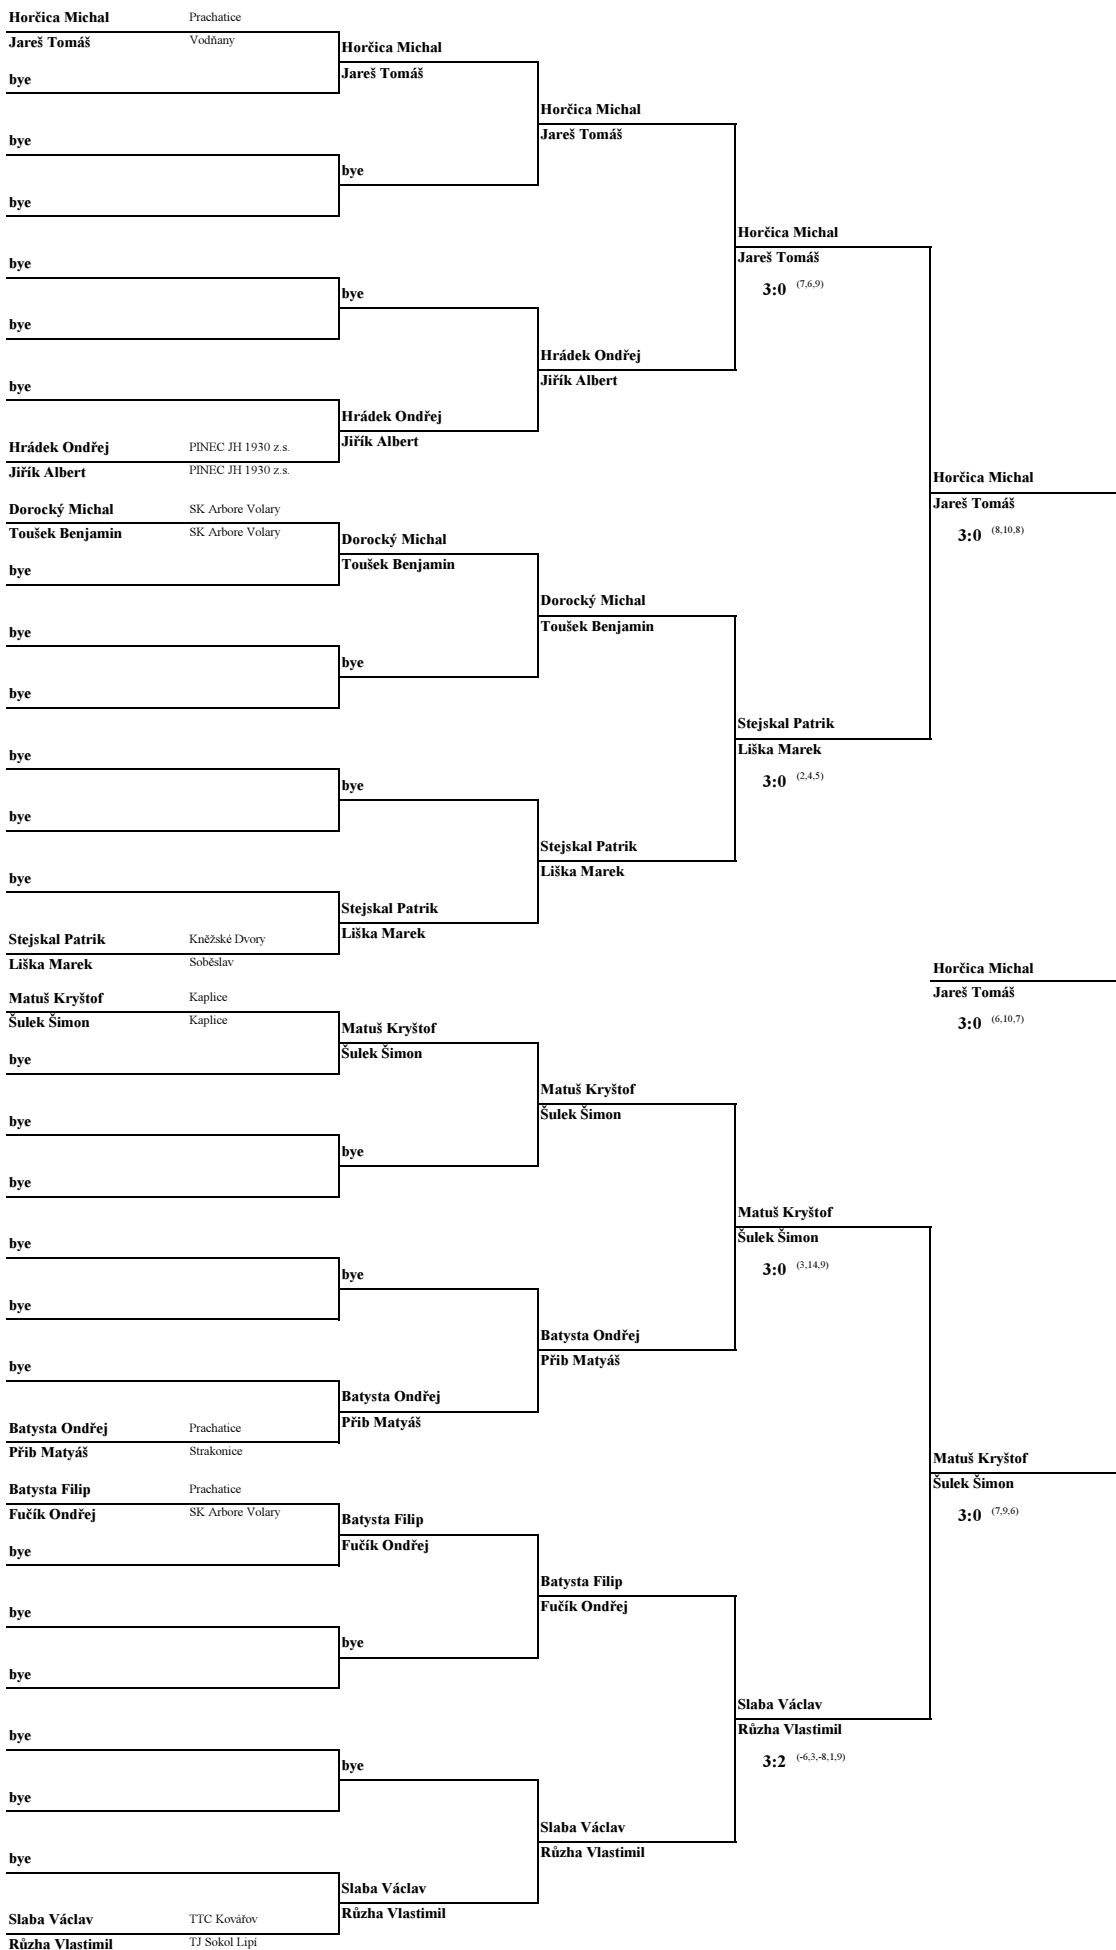 Horčica Michal Prachatice
Jareš Tomáš Vodňany
Horčica Michal
bye
Jareš Tomáš
Horčica Michal
Jareš Tomáš
bye
bye
bye
Horčica Michal
Jareš Tomáš
3:0 (7,6,9)
bye
bye
bye
Hrádek Ondřej
Jiřík Albert
bye
Hrádek Ondřej
Jiřík Albert
Hrádek Ondřej PINEC JH 1930 z.s.
Jiřík Albert PINEC JH 1930 z.s.
Horčica Michal
Jareš Tomáš
3:0 (8,10,8)
Dorocký Michal SK Arbore Volary
Toušek Benjamin SK Arbore Volary
Dorocký Michal
Toušek Benjamin
bye
Dorocký Michal
Toušek Benjamin
bye
bye
bye
Stejskal Patrik
Liška Marek
3:0 (2,4,5)
bye
bye
bye
Stejskal Patrik
Liška Marek
bye
Stejskal Patrik
Liška Marek
Stejskal Patrik Kněžské Dvory
Liška Marek Soběslav
Horčica Michal
Jareš Tomáš
3:0 (6,10,7)
Matuš Kryštof Kaplice
Šulek Šimon Kaplice
Matuš Kryštof
Šulek Šimon
bye
Matuš Kryštof
Šulek Šimon
bye
bye
bye
Matuš Kryštof
Šulek Šimon
3:0 (3,14,9)
bye
bye
bye
Batysta Ondřej
Přib Matyáš
bye
Batysta Ondřej
Přib Matyáš
Batysta Ondřej Prachatice
Přib Matyáš Strakonice
Matuš Kryštof
Šulek Šimon
3:0 (7,9,6)
Batysta Filip Prachatice
Fučík Ondřej SK Arbore Volary
Batysta Filip
Fučík Ondřej
bye
Batysta Filip
Fučík Ondřej
bye
bye
bye
Slaba Václav
Růzha Vlastimil
3:2 (-6,3,-8,1,9)
bye
bye
bye
Slaba Václav
Růzha Vlastimil
bye
Slaba Václav
Růzha Vlastimil
Slaba Václav TTC Kovářov
Růzha Vlastimil TJ Sokol Lipí